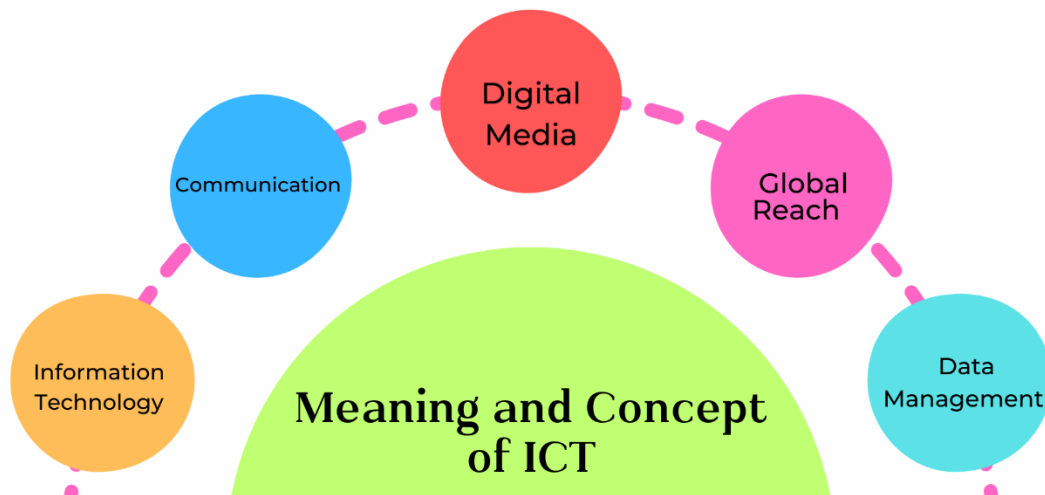 Digital
Media
Communication
Global
Reach
Information
Technology
Data
Management
Meaning and Concept
of ICT